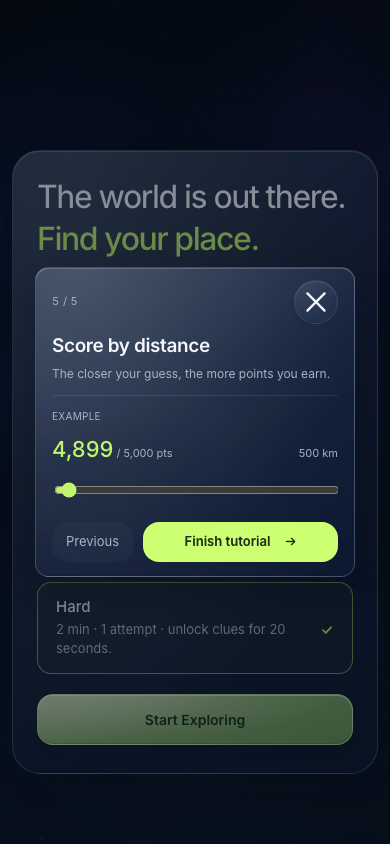 The world is out there.
Find your place.
5 / 5
Score by distance
The closer your guess, the more points you earn.
EXAMPLE
4,899 / 5,000 pts 500 km
Previous Finish tutorial →
Hard
2 min · 1 attempt · unlock clues for 20
seconds.
Start Exploring